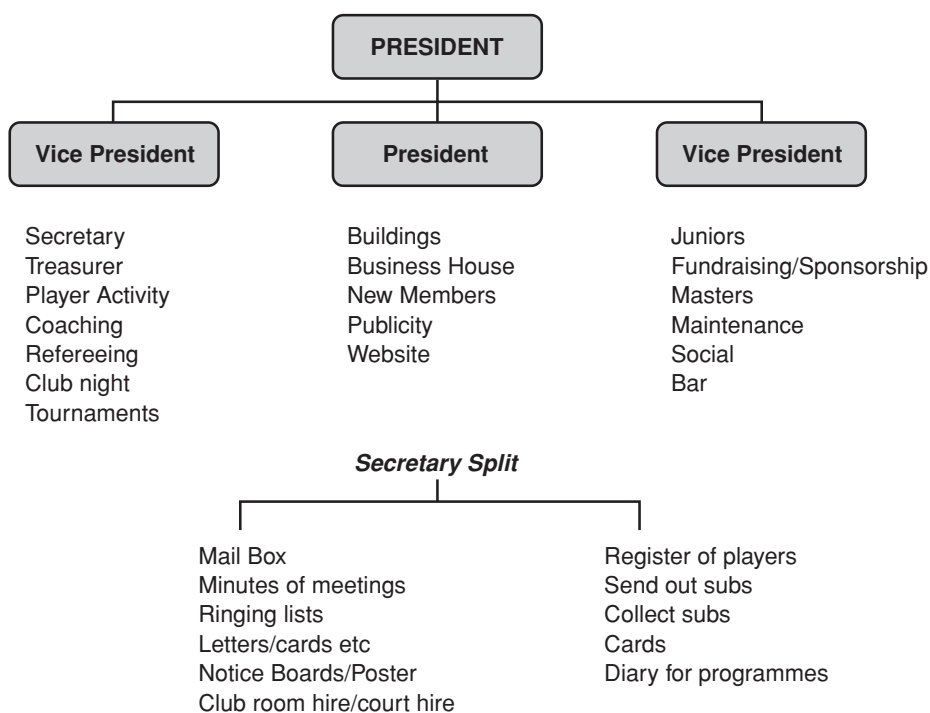 PRESIDENT
Vice President
President
Vice President
Secretary
Treasurer
Player Activity
Coaching
Refereeing
Club night
Tournaments
Buildings
Business House
New Members
Publicity
Website
Juniors
Fundraising/Sponsorship
Masters
Maintenance
Social
Bar
Secretary Split
Mail Box
Minutes of meetings
Ringing lists
Letters/cards etc
Notice Boards/Poster
Club room hire/court hire
Register of players
Send out subs
Collect subs
Cards
Diary for programmes